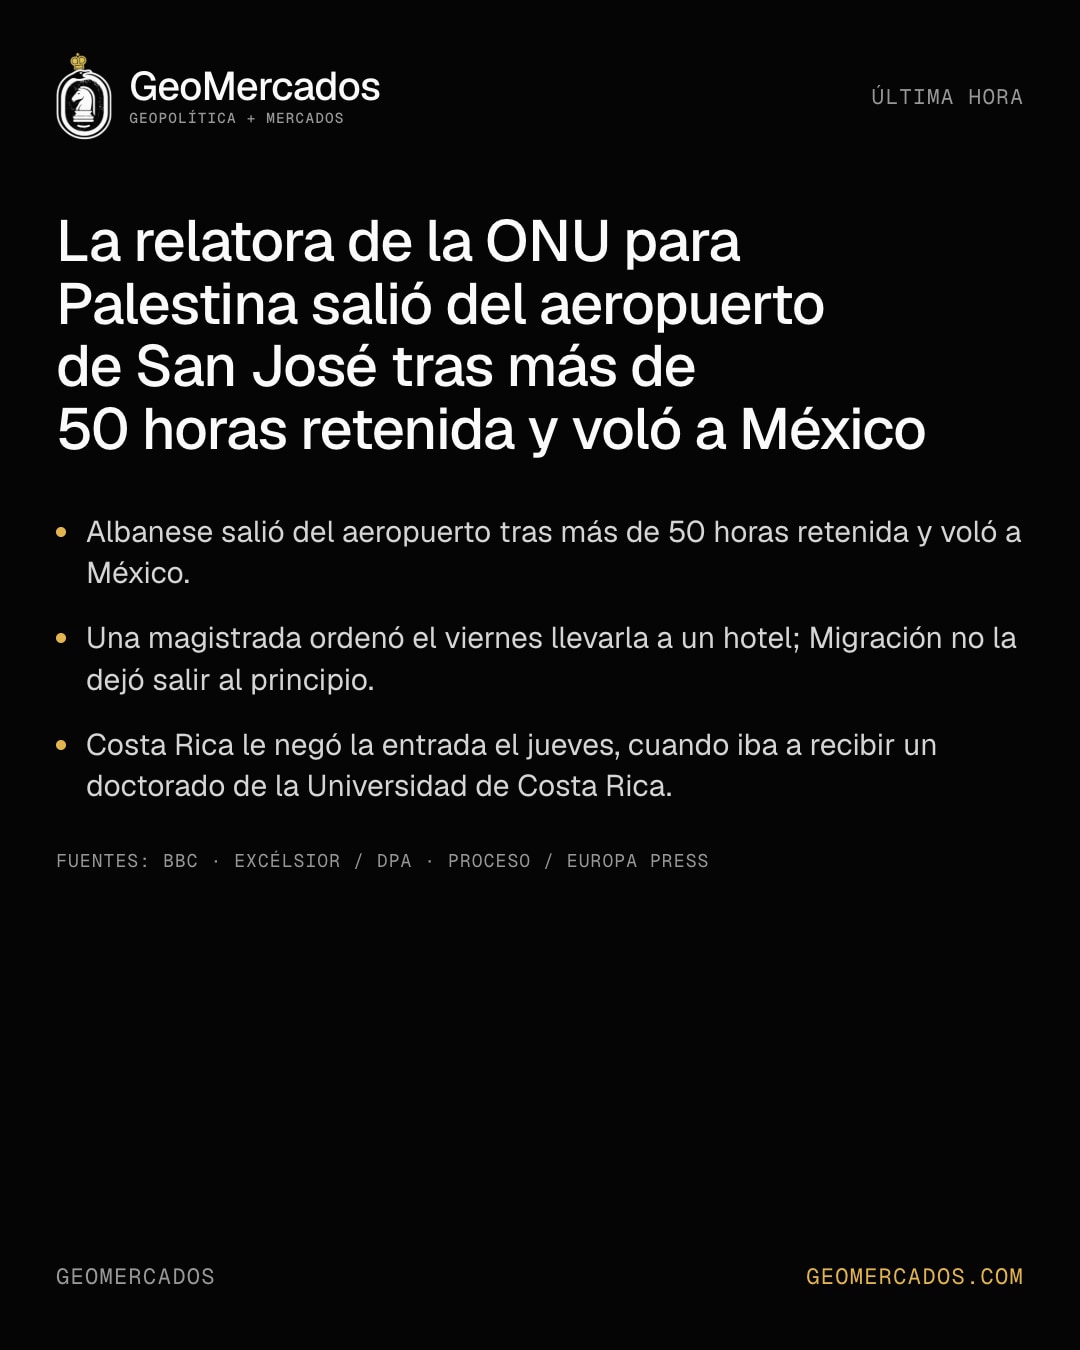 GeoMercados
GEOPOLÍTICA + MERCADOS
ÚLTIMA HORA
La relatora de la ONU para
Palestina salió del aeropuerto
de San José tras más de
50 horas retenida y voló a México
• Albanese salió del aeropuerto tras más de 50 horas retenida y voló a
México.
• Una magistrada ordenó el viernes llevarla a un hotel; Migración no la
dejó salir al principio.
• Costa Rica le negó la entrada el jueves, cuando iba a recibir un
doctorado de la Universidad de Costa Rica.
FUENTES: BBC · EXCÉLSIOR / DPA · PROCESO / EUROPA PRESS
GEOMERCADOS
GEOMERCADOS.COM